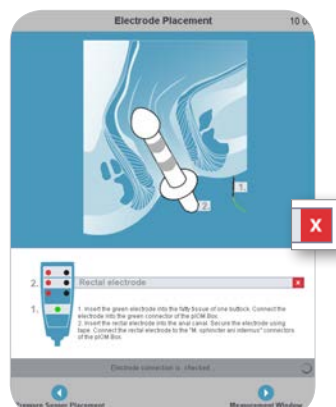 Electrode Placement
10 0
1.
2.
X
2.
Rectal electrode
x
1.
1. Insert the green electrode into the fatty tissue of one buttock. Connect the
electrode into the green connector of the pIOM Box.
2. Insert the rectal electrode into the anal canal. Secure the electrode using
tape. Connect the rectal electrode to the "M. sphincter ani internus" connectors
of the pIOM Box.
Electrode connection is checked
Pressure Sensor Placement
Measurement Window